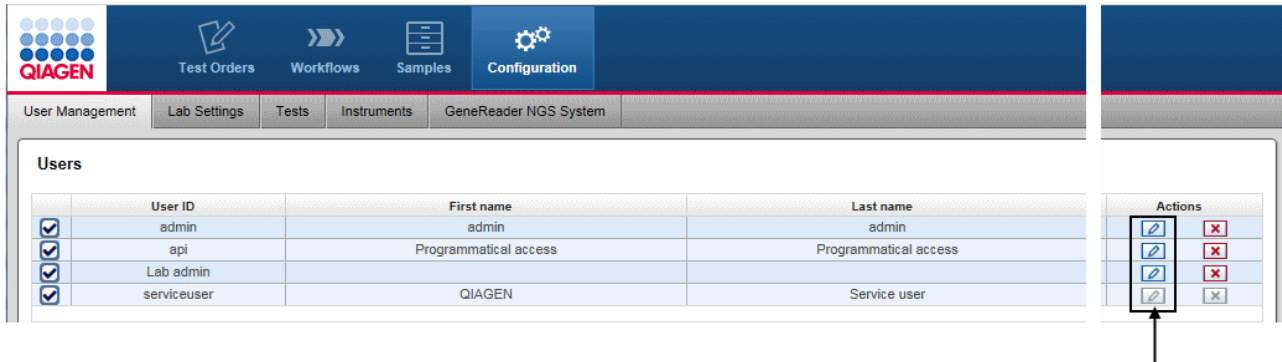 QIAGEN
Test Orders Workflows Samples Configuration
User Management Lab Settings Tests Instruments GeneReader NGS System
Users
User ID First name Last name Actions
admin admin admin
api Programmatical access Programmatical access
Lab admin
serviceuser QIAGEN Service user